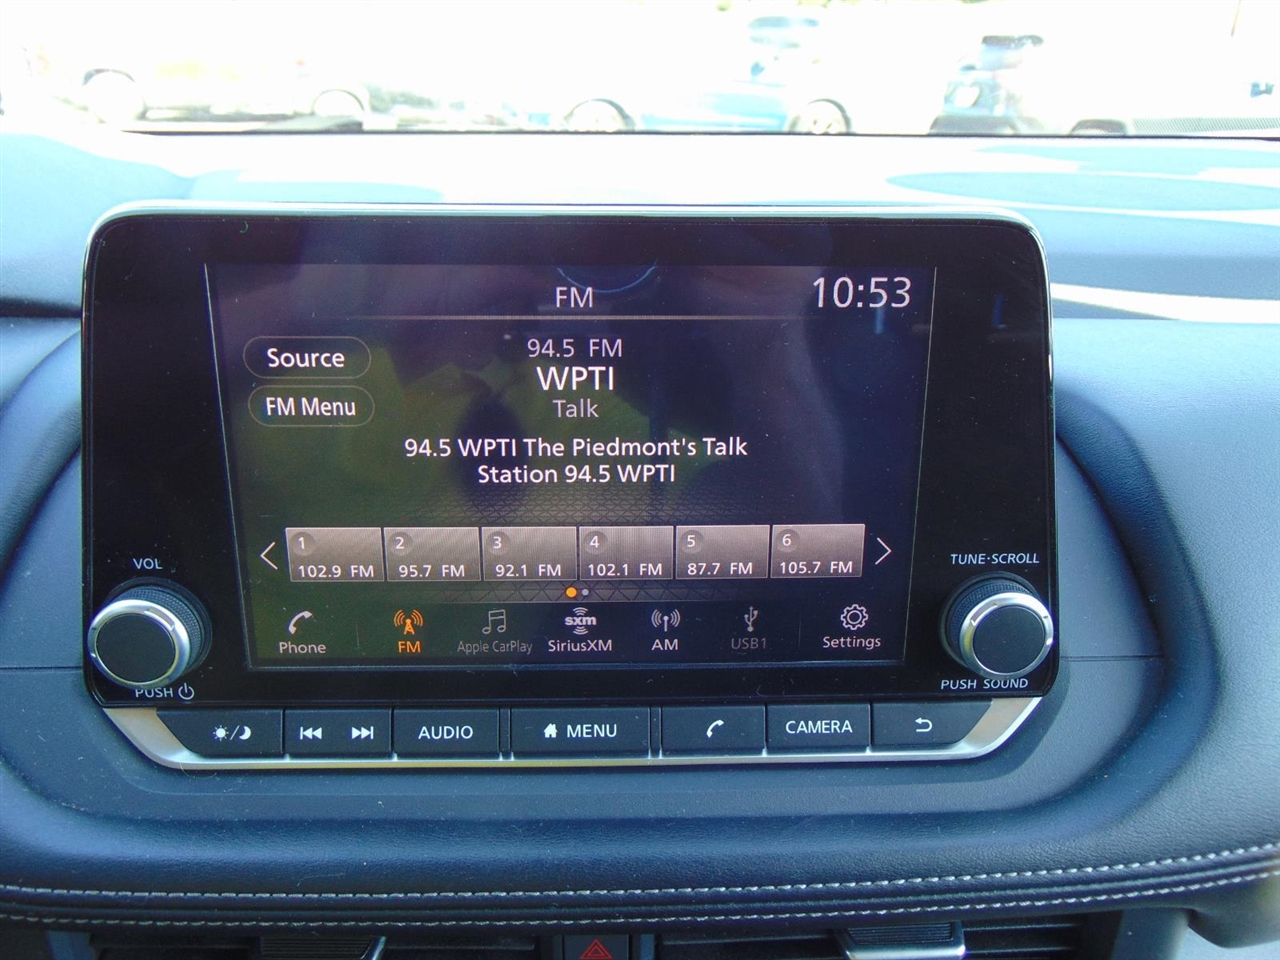 FM
10:53
Source
FM Menu
94.5 FM
WPTI
Talk
94.5 WPTI The Piedmont's Talk
Station 94.5 WPTI
1 2 3 4 5 6
102.9 FM 95.7 FM 92.1 FM 102.1 FM 87.7 FM 105.7 FM
VOL
TUNE·SCROLL
sxm
Phone FM Apple CarPlay SiriusXM AM USB1 Settings
PUSH
PUSH SOUND
AUDIO MENU CAMERA